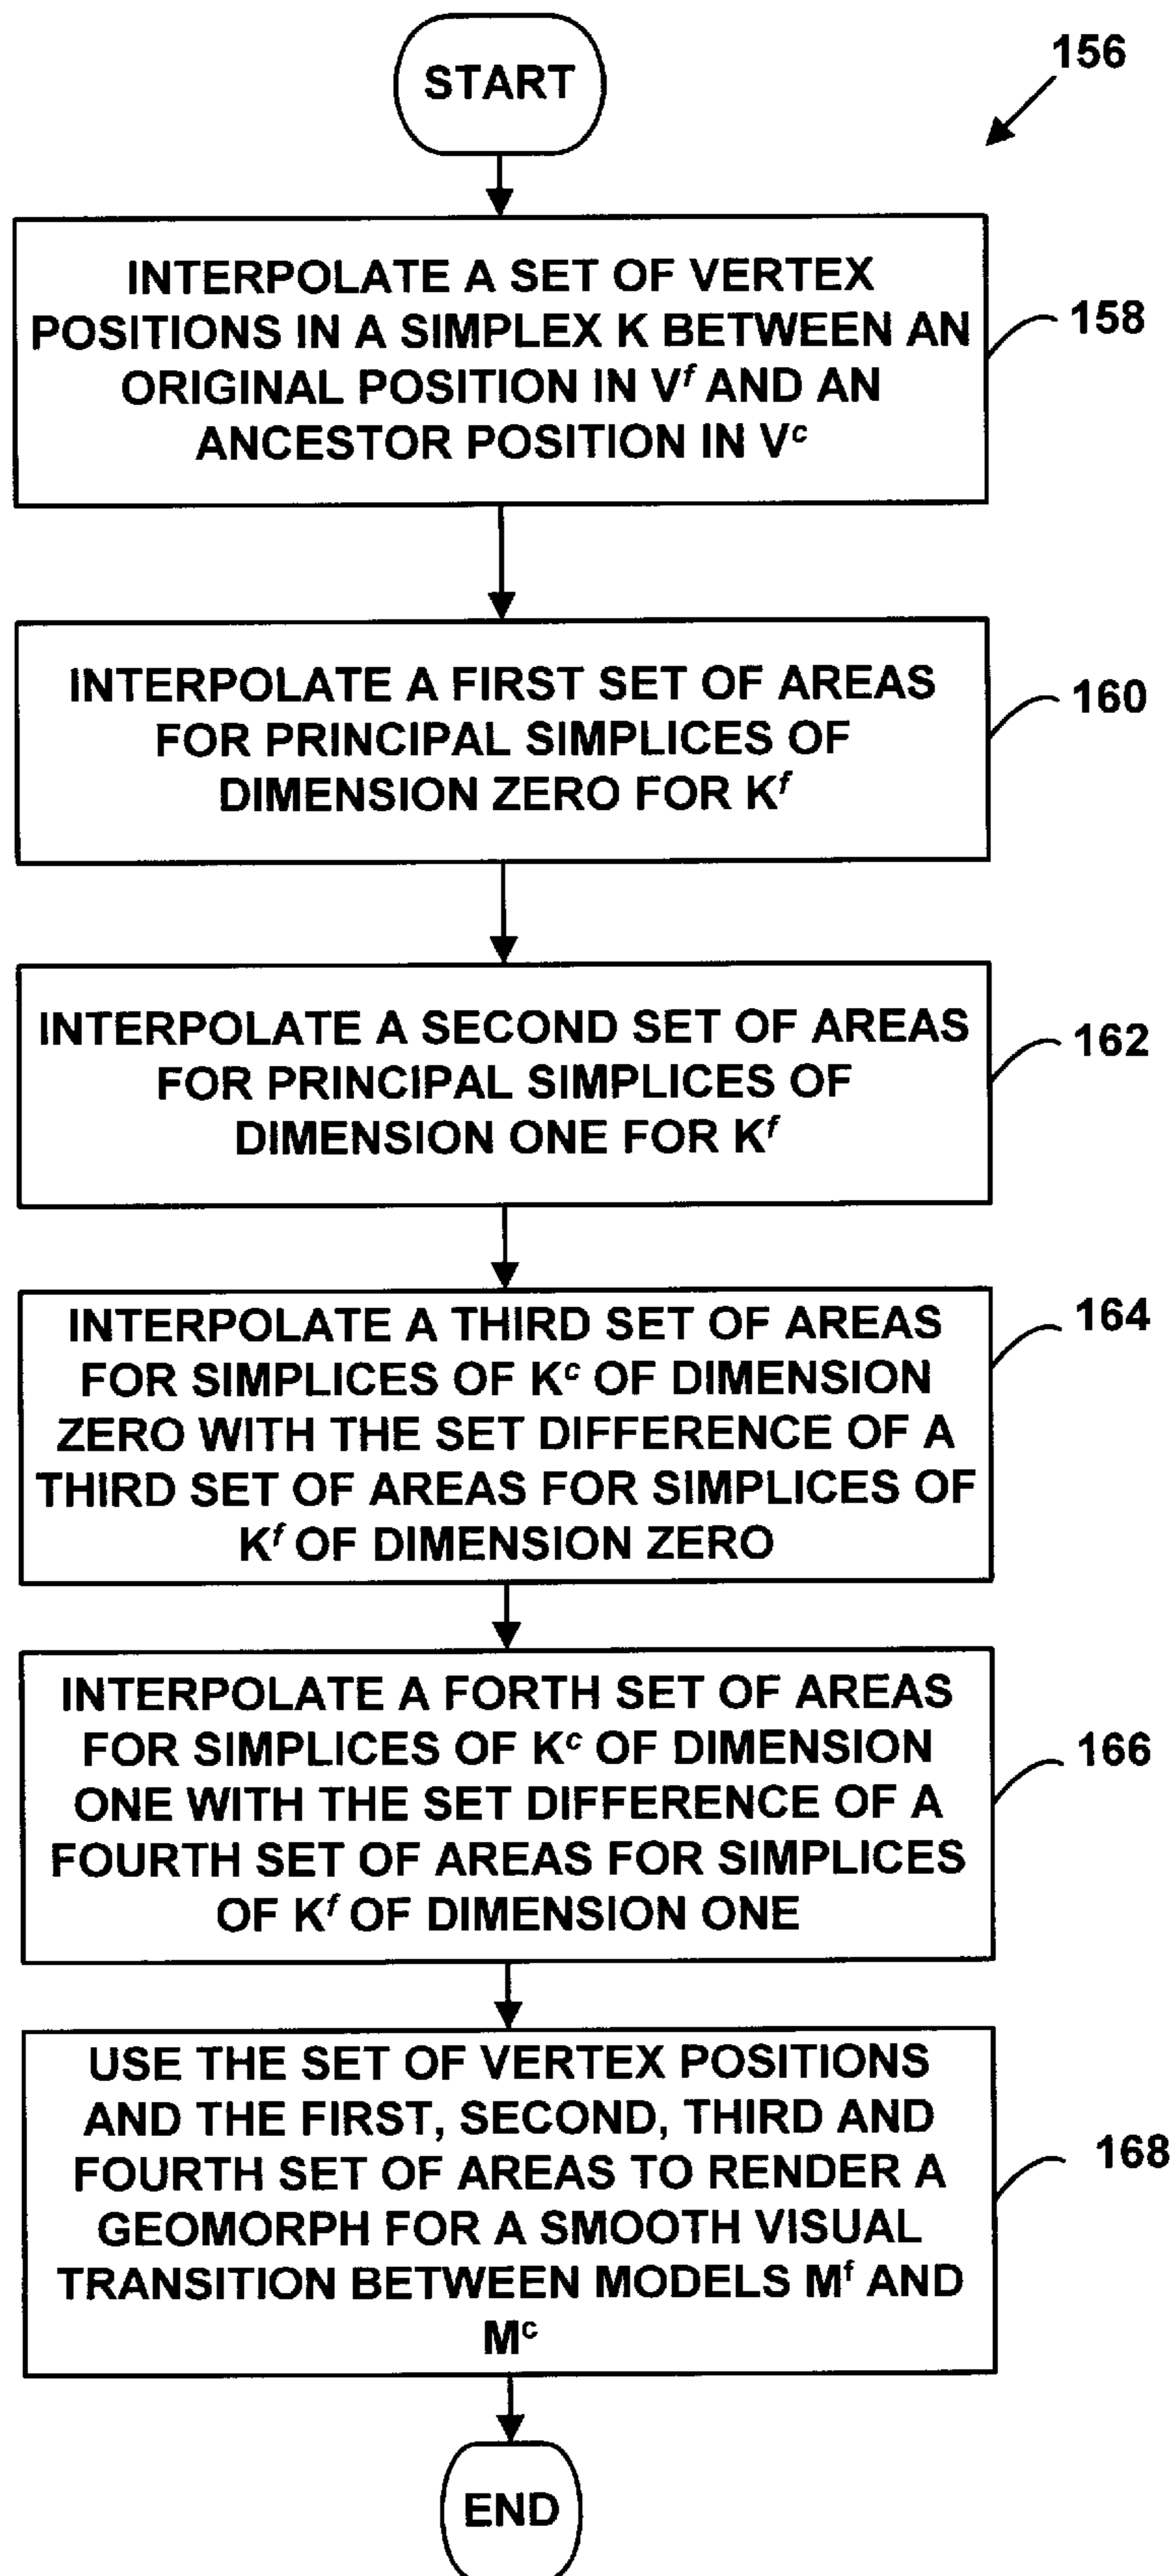 START
156
INTERPOLATE A SET OF VERTEX
POSITIONS IN A SIMPLEX K BETWEEN AN
ORIGINAL POSITION IN Vᶠ AND AN
ANCESTOR POSITION IN Vᶜ
158
INTERPOLATE A FIRST SET OF AREAS
FOR PRINCIPAL SIMPLICES OF
DIMENSION ZERO FOR Kᶠ
160
INTERPOLATE A SECOND SET OF AREAS
FOR PRINCIPAL SIMPLICES OF
DIMENSION ONE FOR Kᶠ
162
INTERPOLATE A THIRD SET OF AREAS
FOR SIMPLICES OF Kᶜ OF DIMENSION
ZERO WITH THE SET DIFFERENCE OF A
THIRD SET OF AREAS FOR SIMPLICES OF
Kᶠ OF DIMENSION ZERO
164
INTERPOLATE A FORTH SET OF AREAS
FOR SIMPLICES OF Kᶜ OF DIMENSION
ONE WITH THE SET DIFFERENCE OF A
FOURTH SET OF AREAS FOR SIMPLICES
OF Kᶠ OF DIMENSION ONE
166
USE THE SET OF VERTEX POSITIONS
AND THE FIRST, SECOND, THIRD AND
FOURTH SET OF AREAS TO RENDER A
GEOMORPH FOR A SMOOTH VISUAL
TRANSITION BETWEEN MODELS Mᶠ AND
Mᶜ
168
END